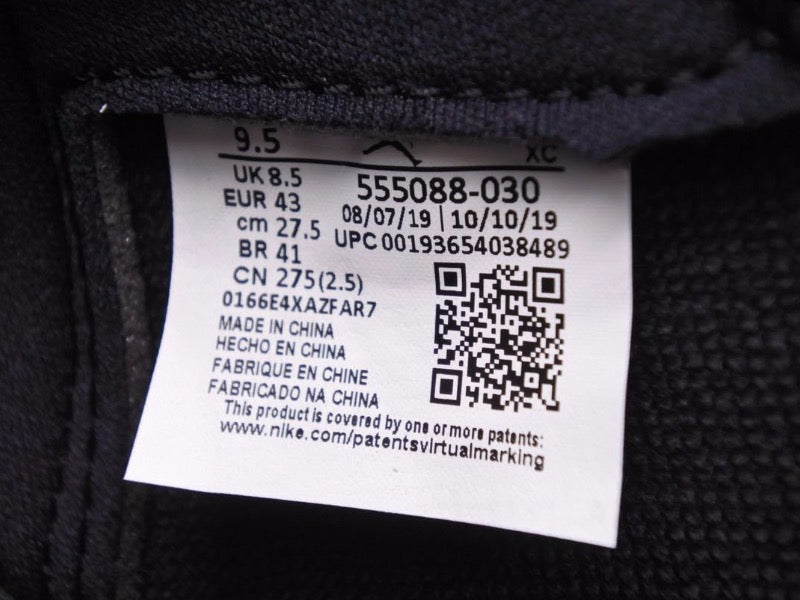 9.5 XC
UK 8.5
EUR 43
cm 27.5
BR 41
CN 275(2.5)
0166E4XAZFAR7
555088-030
08/07/19 | 10/10/19
UPC 00193654038489
MADE IN CHINA
HECHO EN CHINA
FABRIQUE EN CHINE
FABRICADO NA CHINA
This product is covered by one or more patents:
www.nike.com/patentsvirtualmarking